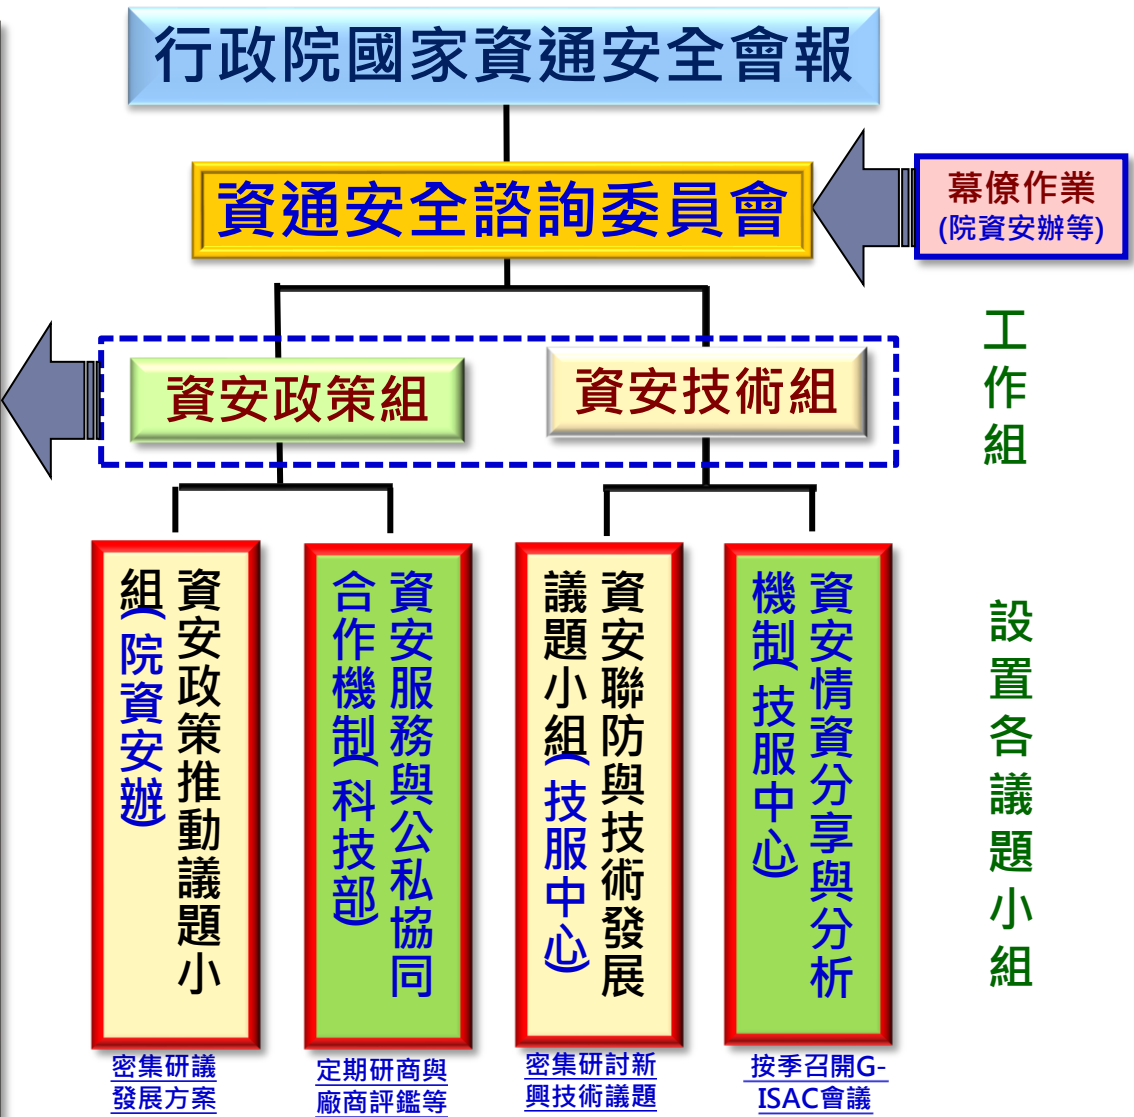 行政院國家資通安全會報
資通安全諮詢委員會
幕僚作業
(院資安辦等)
資安政策組
資安技術組
工作組
資安政策推動議題小
組(院資安辦)
資安服務與公私協同
合作機制(科技部)
資安聯防與技術發展
議題小組(技服中心)
資安情資分享與分析
機制(技服中心)
設置各議題小組
密集研議
發展方案
定期研商與
廠商評鑑等
密集研討新
興技術議題
按季召開G-
ISAC會議